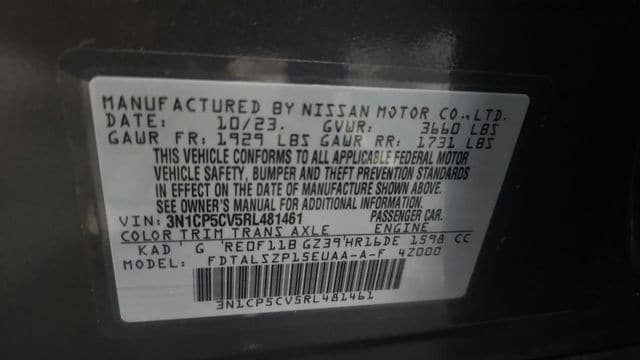 MANUFACTURED BY NISSAN MOTOR CO.,LTD.
DATE: 10/23. GVWR: 3660 LBS
GAWR FR: 1929 LBS GAWR RR: 1731 LBS
THIS VEHICLE CONFORMS TO ALL APPLICABLE FEDERAL MOTOR
VEHICLE SAFETY, BUMPER AND THEFT PREVENTION STANDARDS
IN EFFECT ON THE DATE OF MANUFACTURE SHOWN ABOVE.
SEE OWNER'S MANUAL FOR ADDITIONAL INFORMATION.
VIN: 3N1CP5CV5RL481461 PASSENGER CAR.
COLOR TRIM TRANS AXLE ENGINE
KAD G RE0F11B GZ39 HR16DE 1598 CC
MODEL: FDTALSZP15EUAA-A-F 4Z000
3N1CP5CV5RL481461